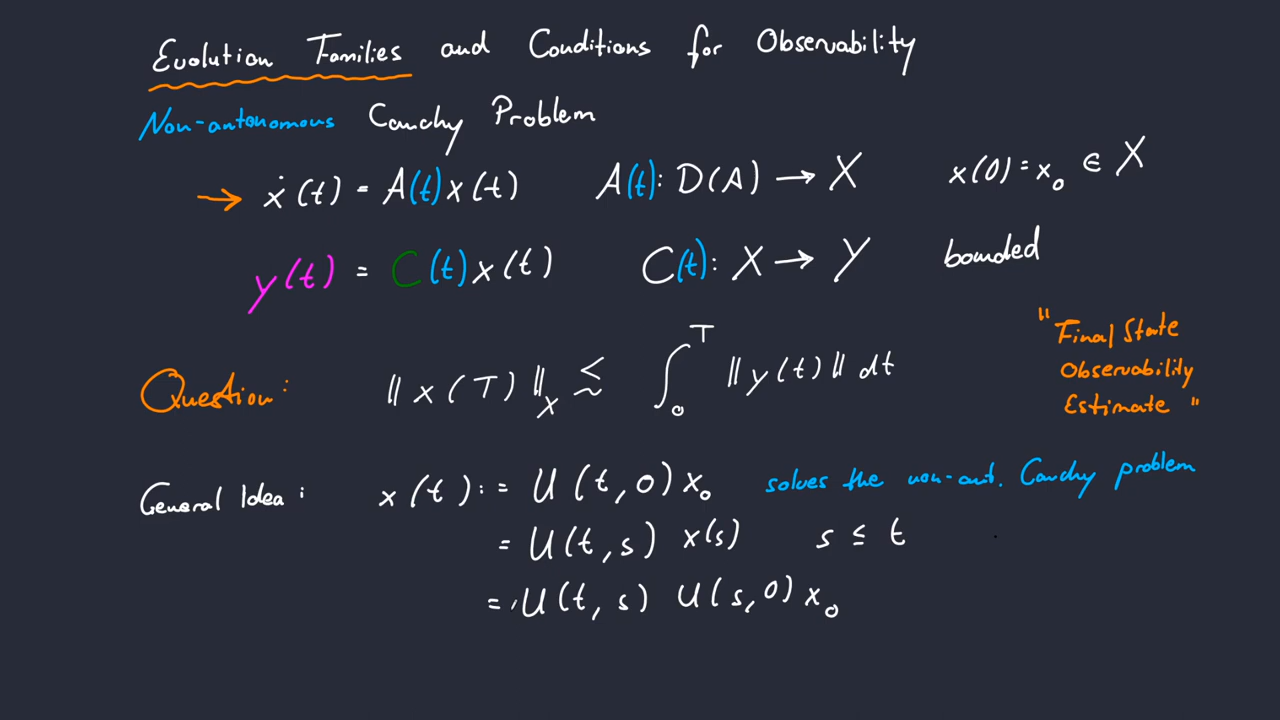 Evolution Families and Conditions for Observability
Non-autonomous Cauchy Problem
→ ẋ(t) = A(t)x(t) A(t): D(A) → X x(0) = x₀ ∈ X
y(t) = C(t)x(t) C(t): X → Y bounded
Question: ‖x(T)‖_X ≲ ∫₀ᵀ ‖y(t)‖ dt
"Final State
Observability
Estimate"
General Idea: x(t) := U(t,0)x₀ solves the non-aut. Cauchy problem
= U(t,s) x(s) s ≤ t
= U(t,s) U(s,0)x₀